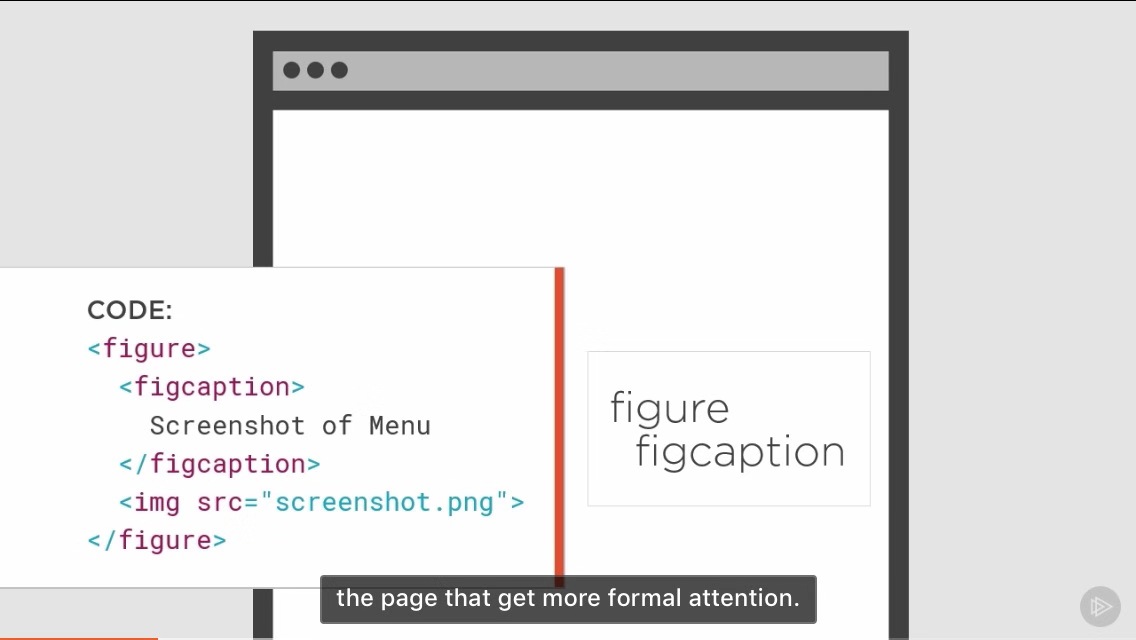 CODE:
<figure>
<figcaption>
Screenshot of Menu
</figcaption>
<img src="screenshot.png">
</figure>
figure
figcaption
the page that get more formal attention.